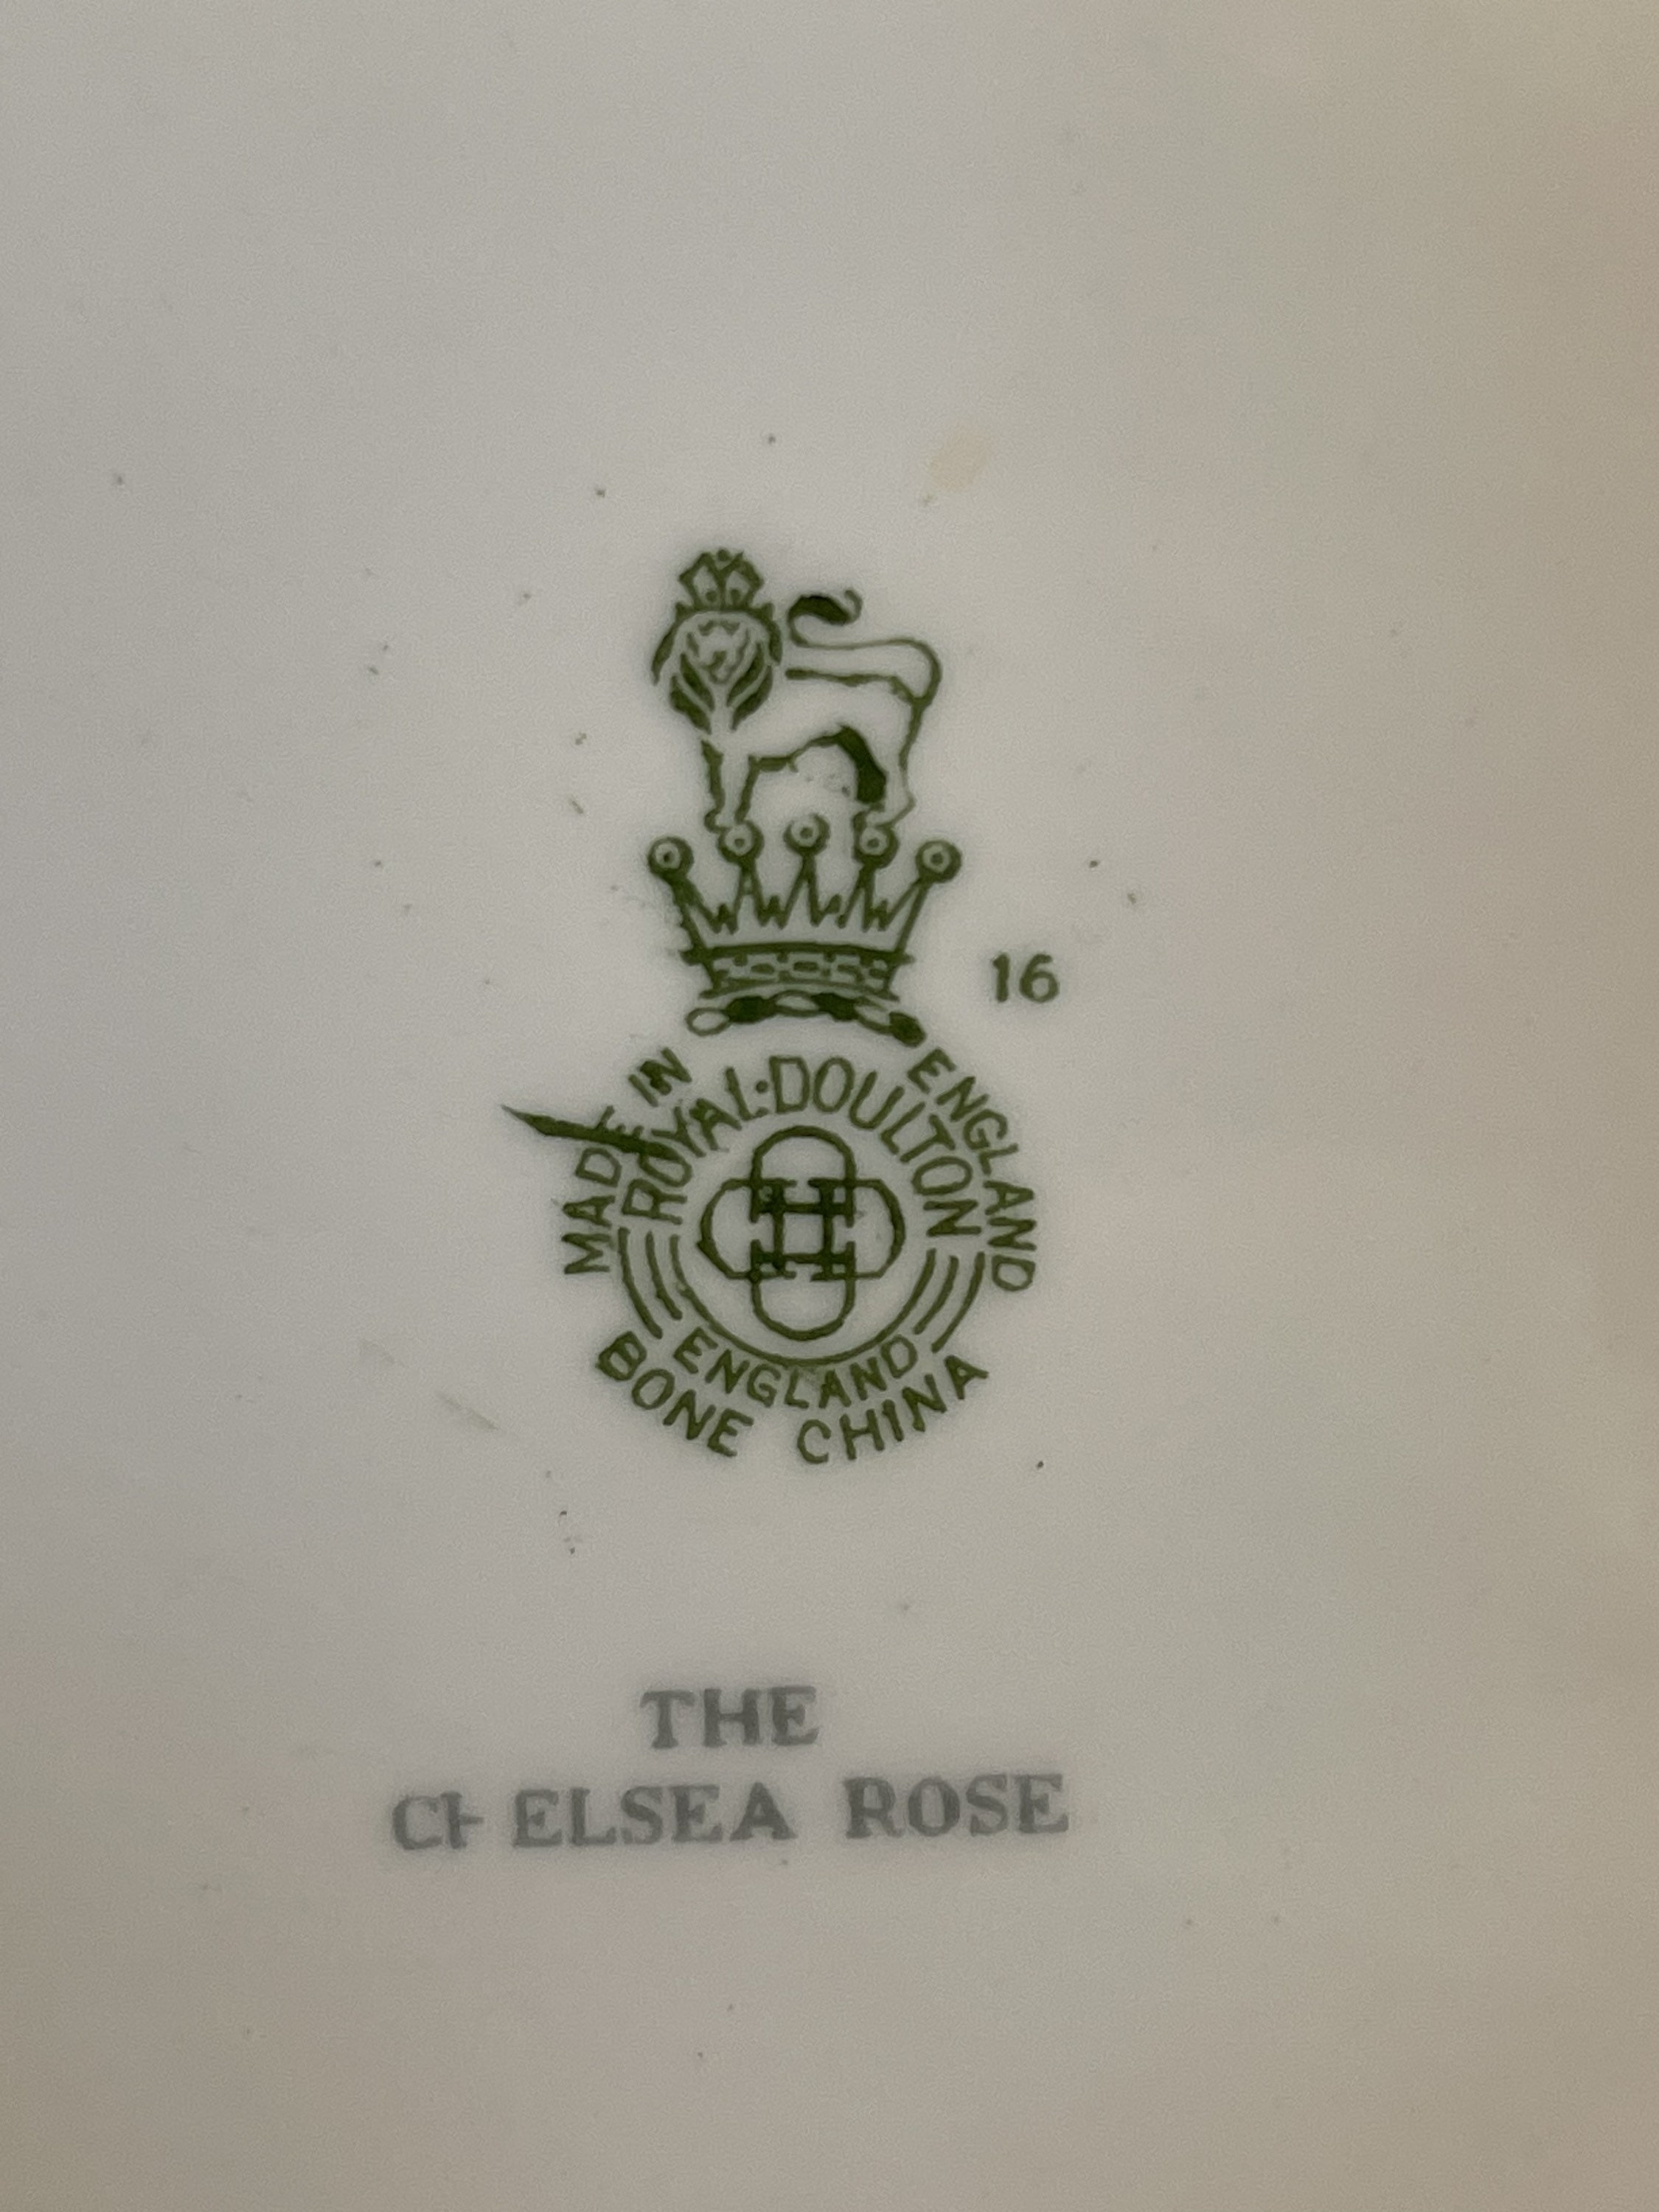 16
MADE IN ENGLAND
ROYAL·DOULTON
ENGLAND
BONE CHINA
THE
CHELSEA ROSE